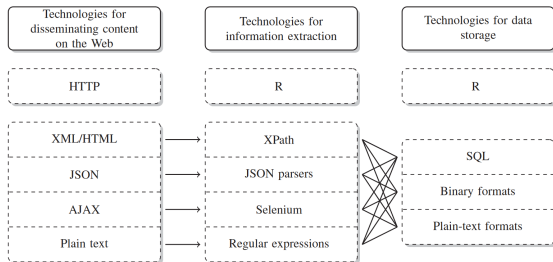 Technologies for
disseminating content
on the Web
Technologies for
information extraction
Technologies for data
storage
HTTP
R
R
XML/HTML
XPath
JSON
JSON parsers
AJAX
Selenium
Plain text
Regular expressions
SQL
Binary formats
Plain-text formats